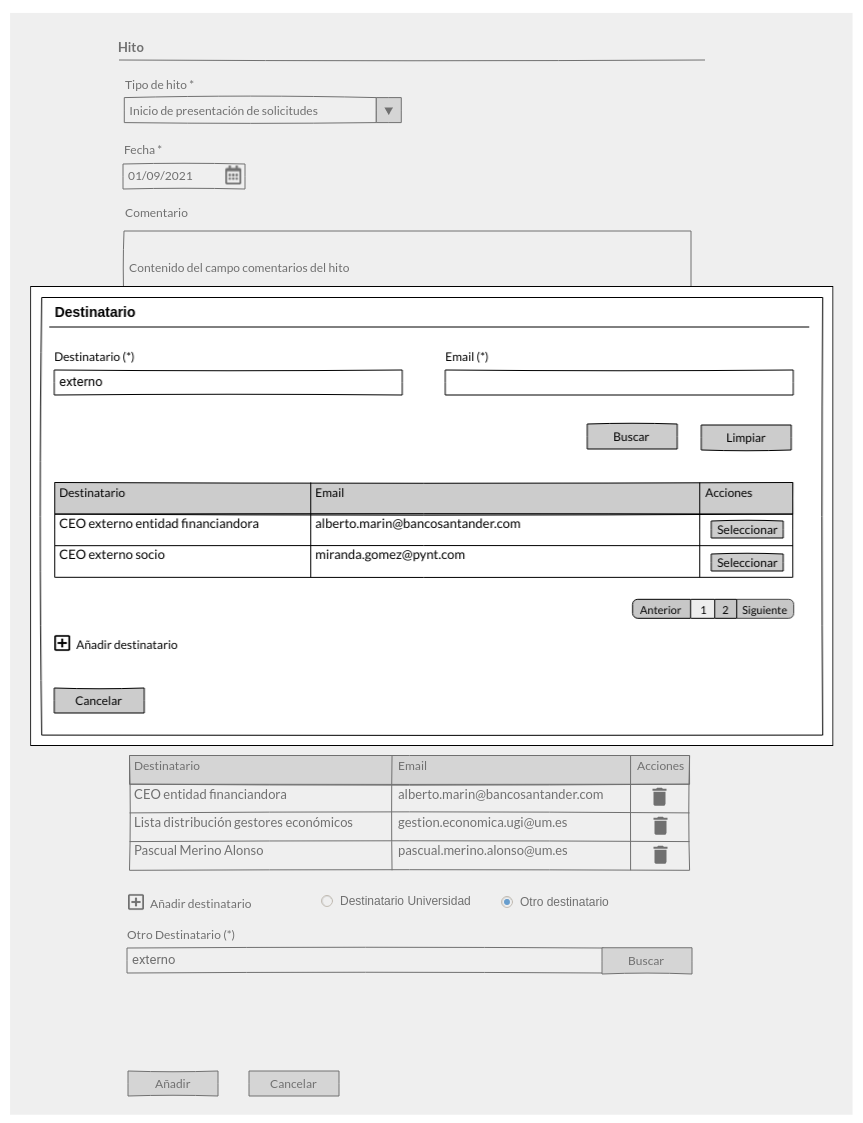 Hito
Tipo de hito *
Inicio de presentación de solicitudes
Fecha *
01/09/2021
Comentario
Contenido del campo comentarios del hito
Destinatario
Destinatario (*) Email (*)
externo
Buscar Limpiar
Destinatario Email Acciones
CEO externo entidad financiandora alberto.marin@bancosantander.com Seleccionar
CEO externo socio miranda.gomez@pynt.com Seleccionar
Anterior 1 2 Siguiente
Añadir destinatario
Cancelar
Destinatario Email Acciones
CEO entidad financiandora alberto.marin@bancosantander.com
Lista distribución gestores económicos gestion.economica.ugi@um.es
Pascual Merino Alonso pascual.merino.alonso@um.es
Añadir destinatario Destinatario Universidad Otro destinatario
Otro Destinatario (*)
externo Buscar
Añadir Cancelar